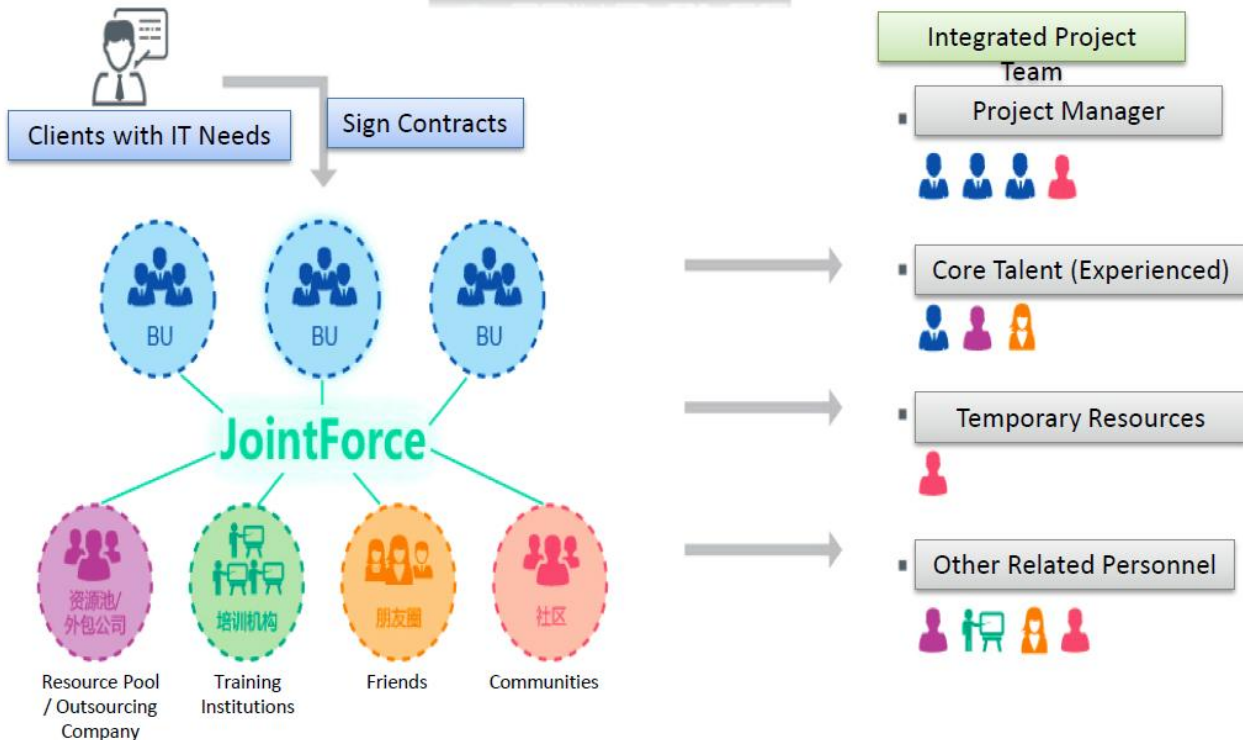 Clients with IT Needs
Sign Contracts
BU
BU
BU
JointForce
资源池/
外包公司
培训机构
朋友圈
社区
Resource Pool
/ Outsourcing
Company
Training
Institutions
Friends
Communities
Integrated Project
Team
Project Manager
Core Talent (Experienced)
Temporary Resources
Other Related Personnel